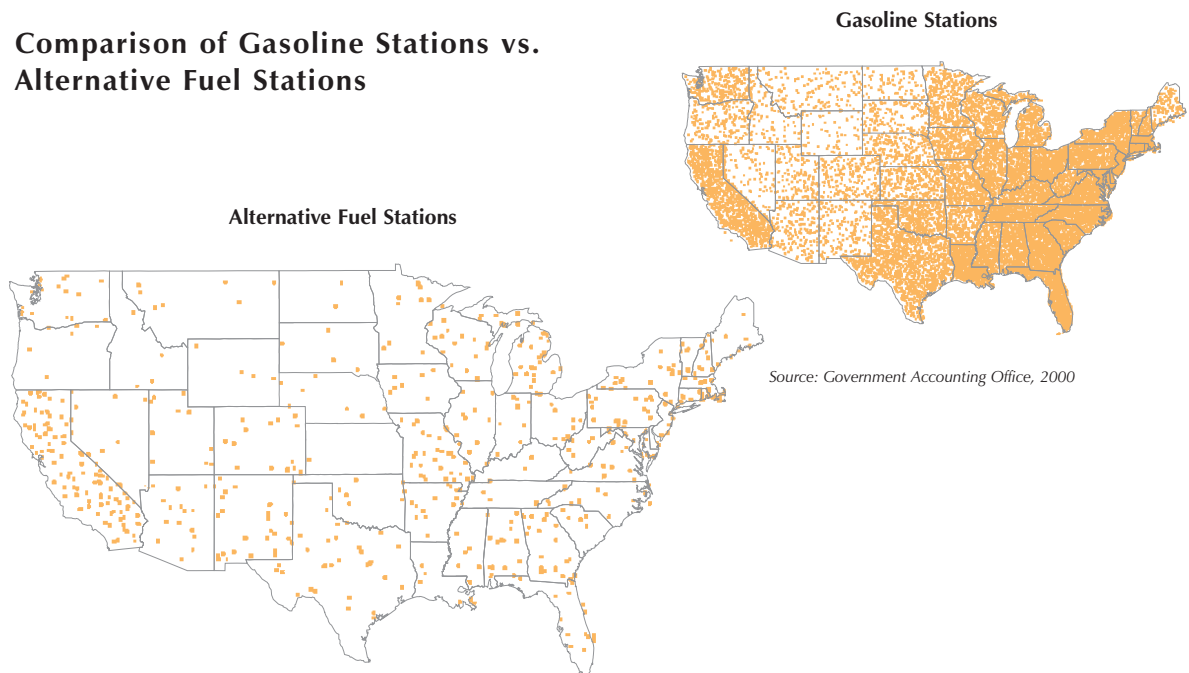 Comparison of Gasoline Stations vs.
Alternative Fuel Stations
Gasoline Stations
Alternative Fuel Stations
Source: Government Accounting Office, 2000